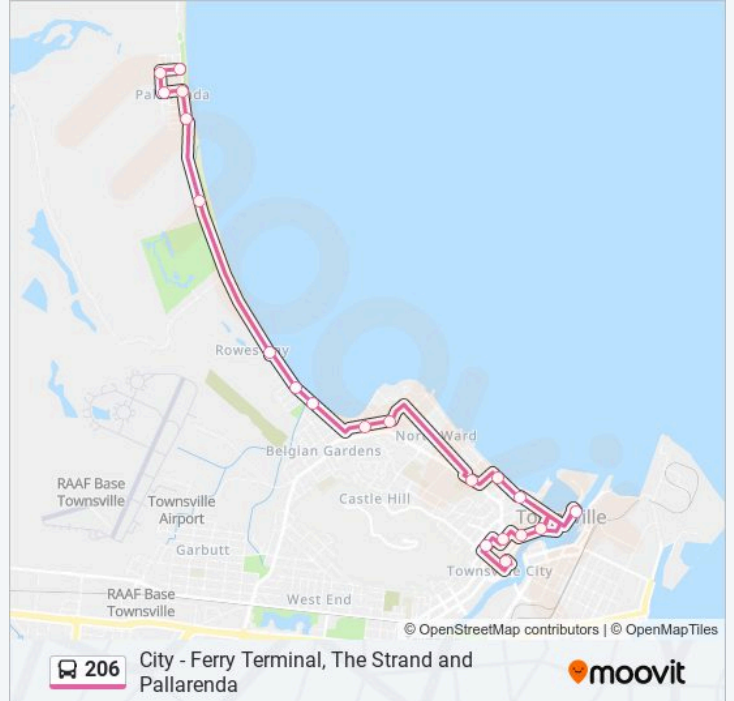 Pallarenda
Rowes Bay
North Ward
Belgian Gardens
RAAF Base
Townsville
Townsville
Airport
Castle Hill
Townsville
Garbutt
Townsville City
RAAF Base
Townsville
West End
© OpenStreetMap contributors | © OpenMapTiles
206
City - Ferry Terminal, The Strand and
Pallarenda
moovit